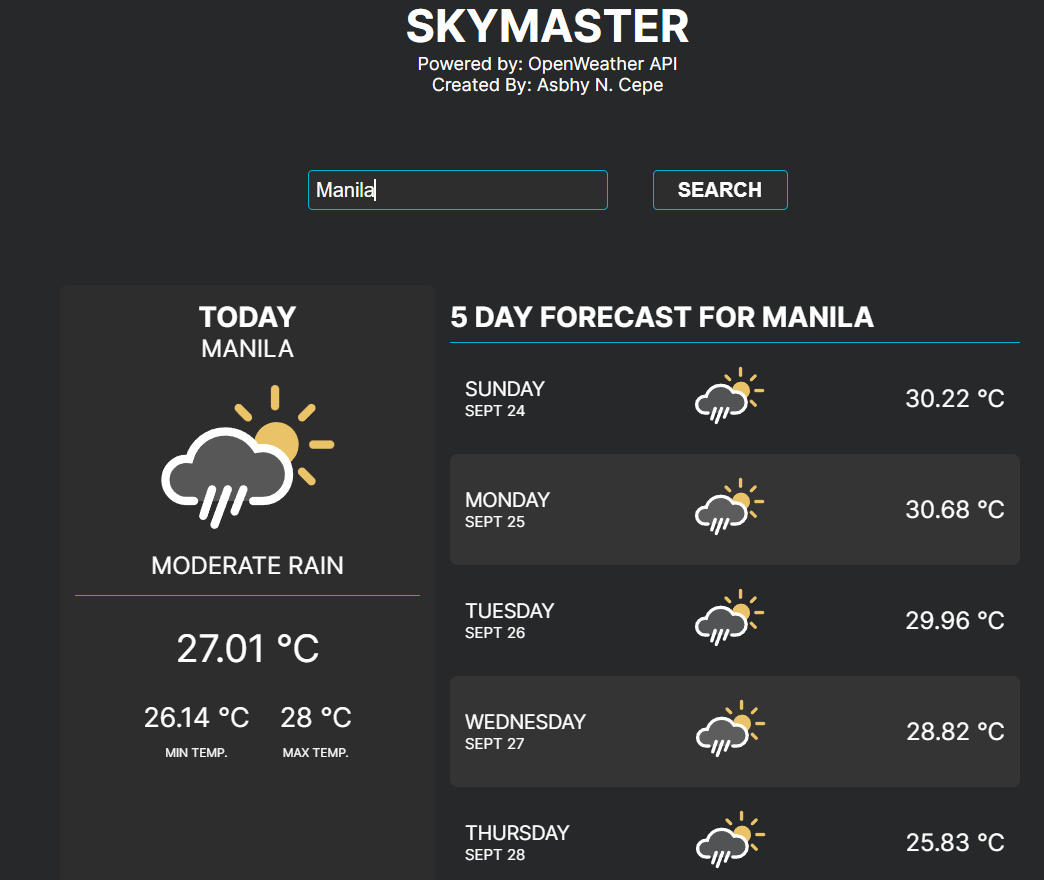 SKYMASTER
Powered by: OpenWeather API
Created By: Asbhy N. Cepe
Manila
SEARCH
TODAY
MANILA
MODERATE RAIN
27.01 °C
26.14 °C 28 °C
MIN TEMP. MAX TEMP.
5 DAY FORECAST FOR MANILA
SUNDAY
SEPT 24
30.22 °C
MONDAY
SEPT 25
30.68 °C
TUESDAY
SEPT 26
29.96 °C
WEDNESDAY
SEPT 27
28.82 °C
THURSDAY
SEPT 28
25.83 °C